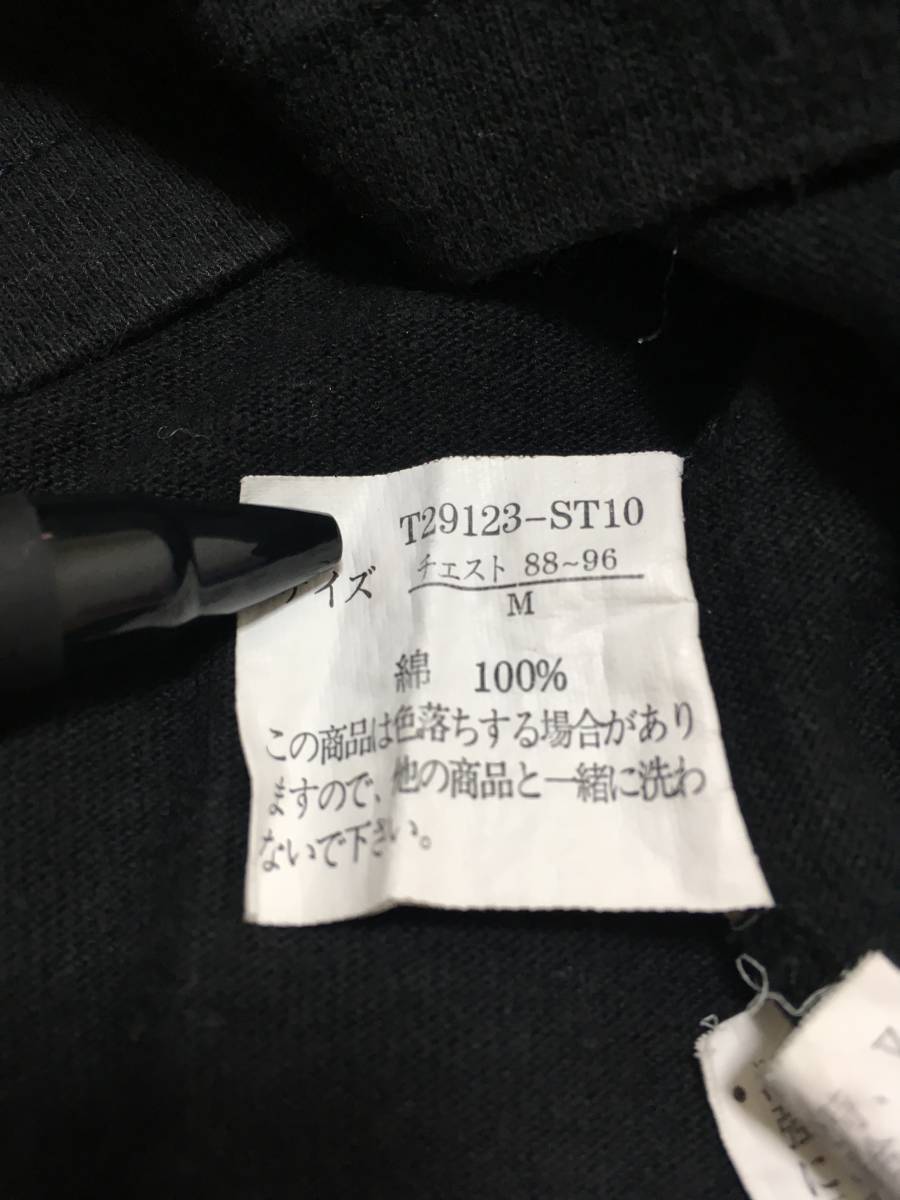 T29123-ST10
イズ チェスト 88~96
M
綿 100%
この商品は色落ちする場合があり
ますので、他の商品と一緒に洗わ
ないで下さい。